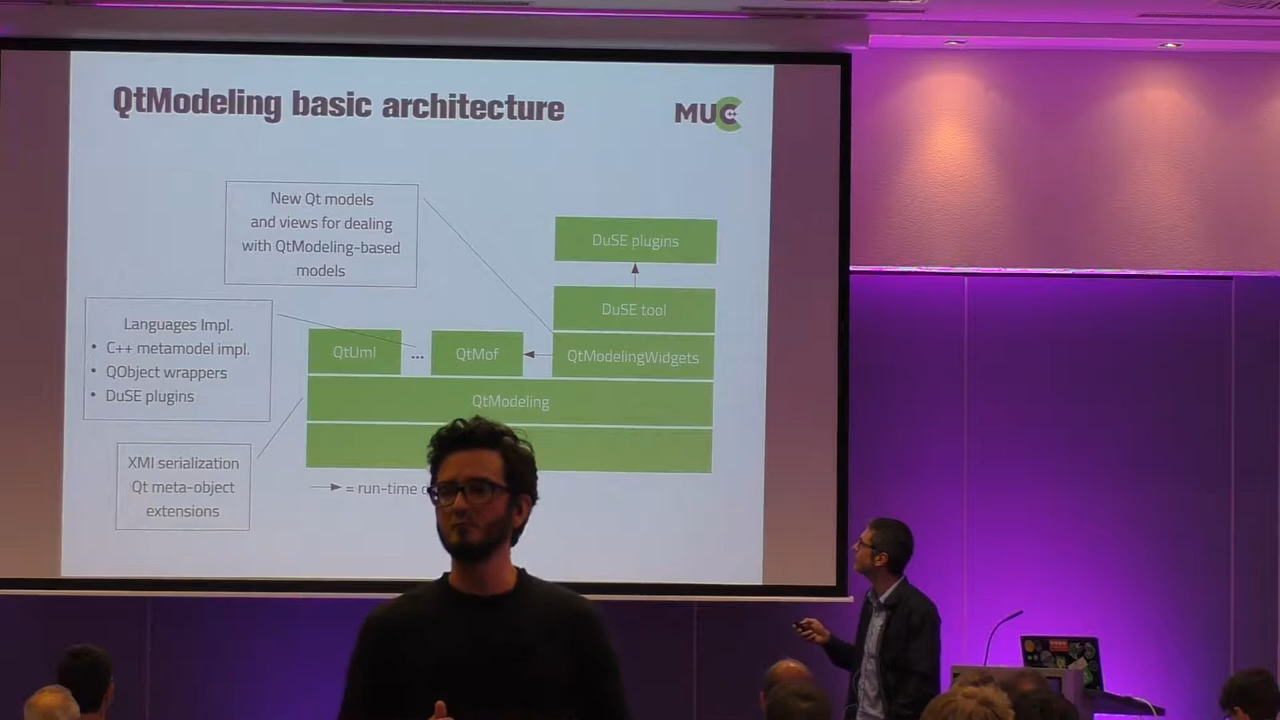 QtModeling basic architecture
MUC
C++
New Qt models
and views for dealing
with QtModeling-based
models
DuSE plugins
DuSE tool
Languages Impl.
• C++ metamodel impl.
• QObject wrappers
• DuSE plugins
QtUml
...
QtMof
QtModelingWidgets
QtModeling
XMI serialization
Qt meta-object
extensions
= run-time